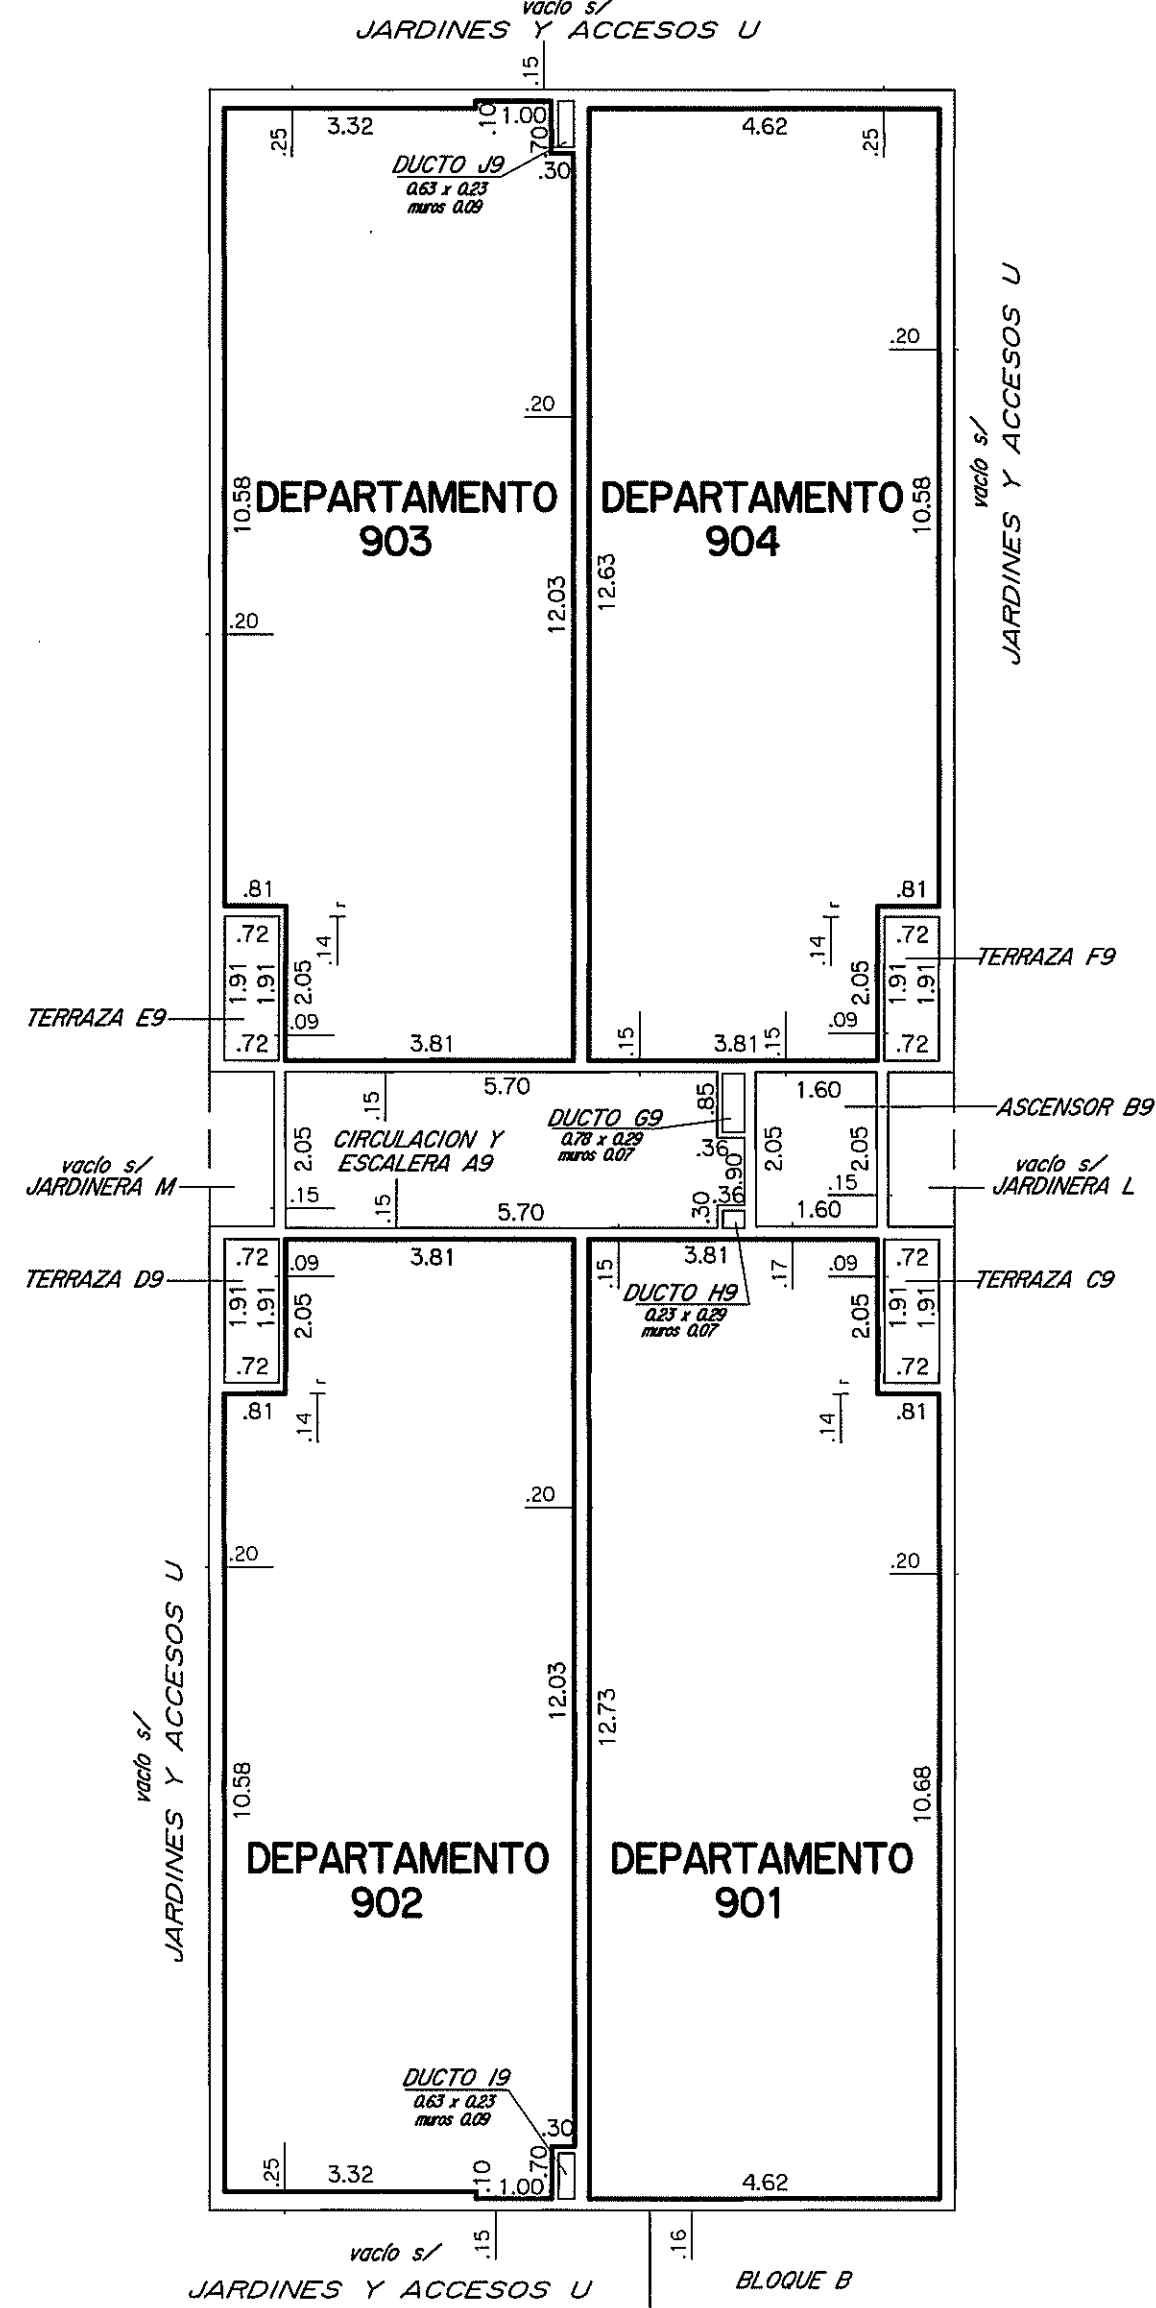 vacío s/
JARDINES Y ACCESOS U
.15
.25
3.32
.10
1.00
.70
.30
4.62
.25
DUCTO J9
0.63 x 0.23
muros 0.09
.20
.20
vacío s/
JARDINES Y ACCESOS U
10.58
DEPARTAMENTO
903
DEPARTAMENTO
904
10.58
12.03
12.63
.20
.81
.81
.72
.14
r
.14
r
.72
1.91
1.91
2.05
2.05
1.91
1.91
TERRAZA F9
TERRAZA E9
.09
.72
3.81
.15
3.81
.15
.09
.72
5.70
.85
1.60
ASCENSOR B9
.15
DUCTO G9
0.78 x 0.29
muros 0.07
CIRCULACION Y
ESCALERA A9
2.05
.36
.90
2.05
2.05
vacío s/
JARDINERA M
vacío s/
JARDINERA L
.15
.15
5.70
.30
.36
.15
1.60
TERRAZA D9
.72
.09
3.81
.15
3.81
.17
.09
.72
TERRAZA C9
DUCTO H9
0.23 x 0.29
muros 0.07
1.91
1.91
2.05
2.05
1.91
1.91
.72
.72
.81
.14
r
.14
r
.81
.20
.20
.20
vacío s/
JARDINES Y ACCESOS U
12.03
12.73
10.58
10.68
DEPARTAMENTO
902
DEPARTAMENTO
901
DUCTO I9
0.63 x 0.23
muros 0.09
.30
.25
3.32
.10
1.00
.70
4.62
vacío s/
JARDINES Y ACCESOS U
.15
.16
BLOQUE B